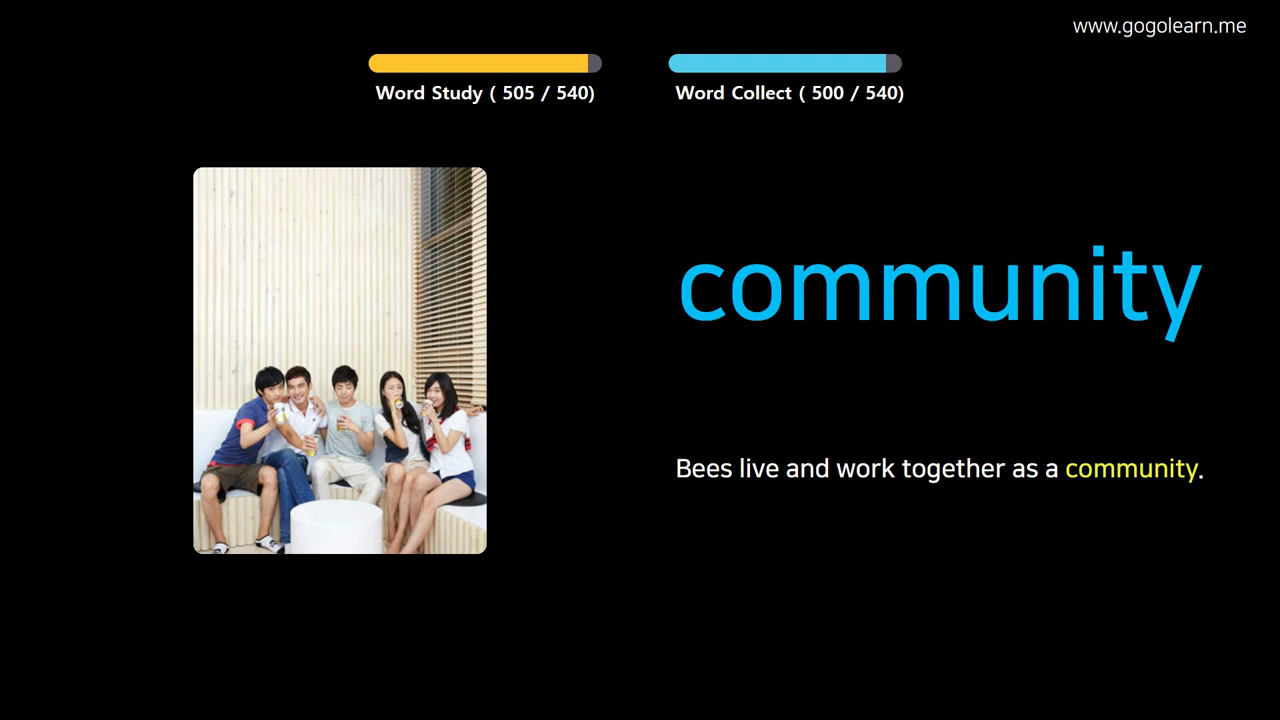 www.gogolearn.me
Word Study ( 505 / 540)
Word Collect ( 500 / 540)
community
Bees live and work together as a community.